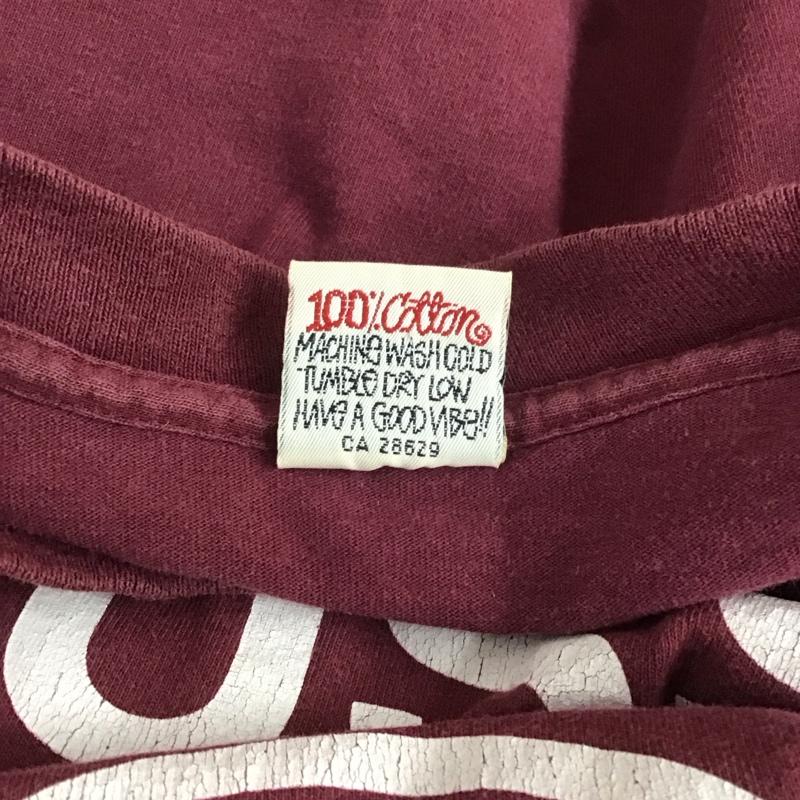 100% Cotton
MACHINE WASH COLD
TUMBLE DRY LOW
HAVE A GOOD VIBE!!
CA 28629